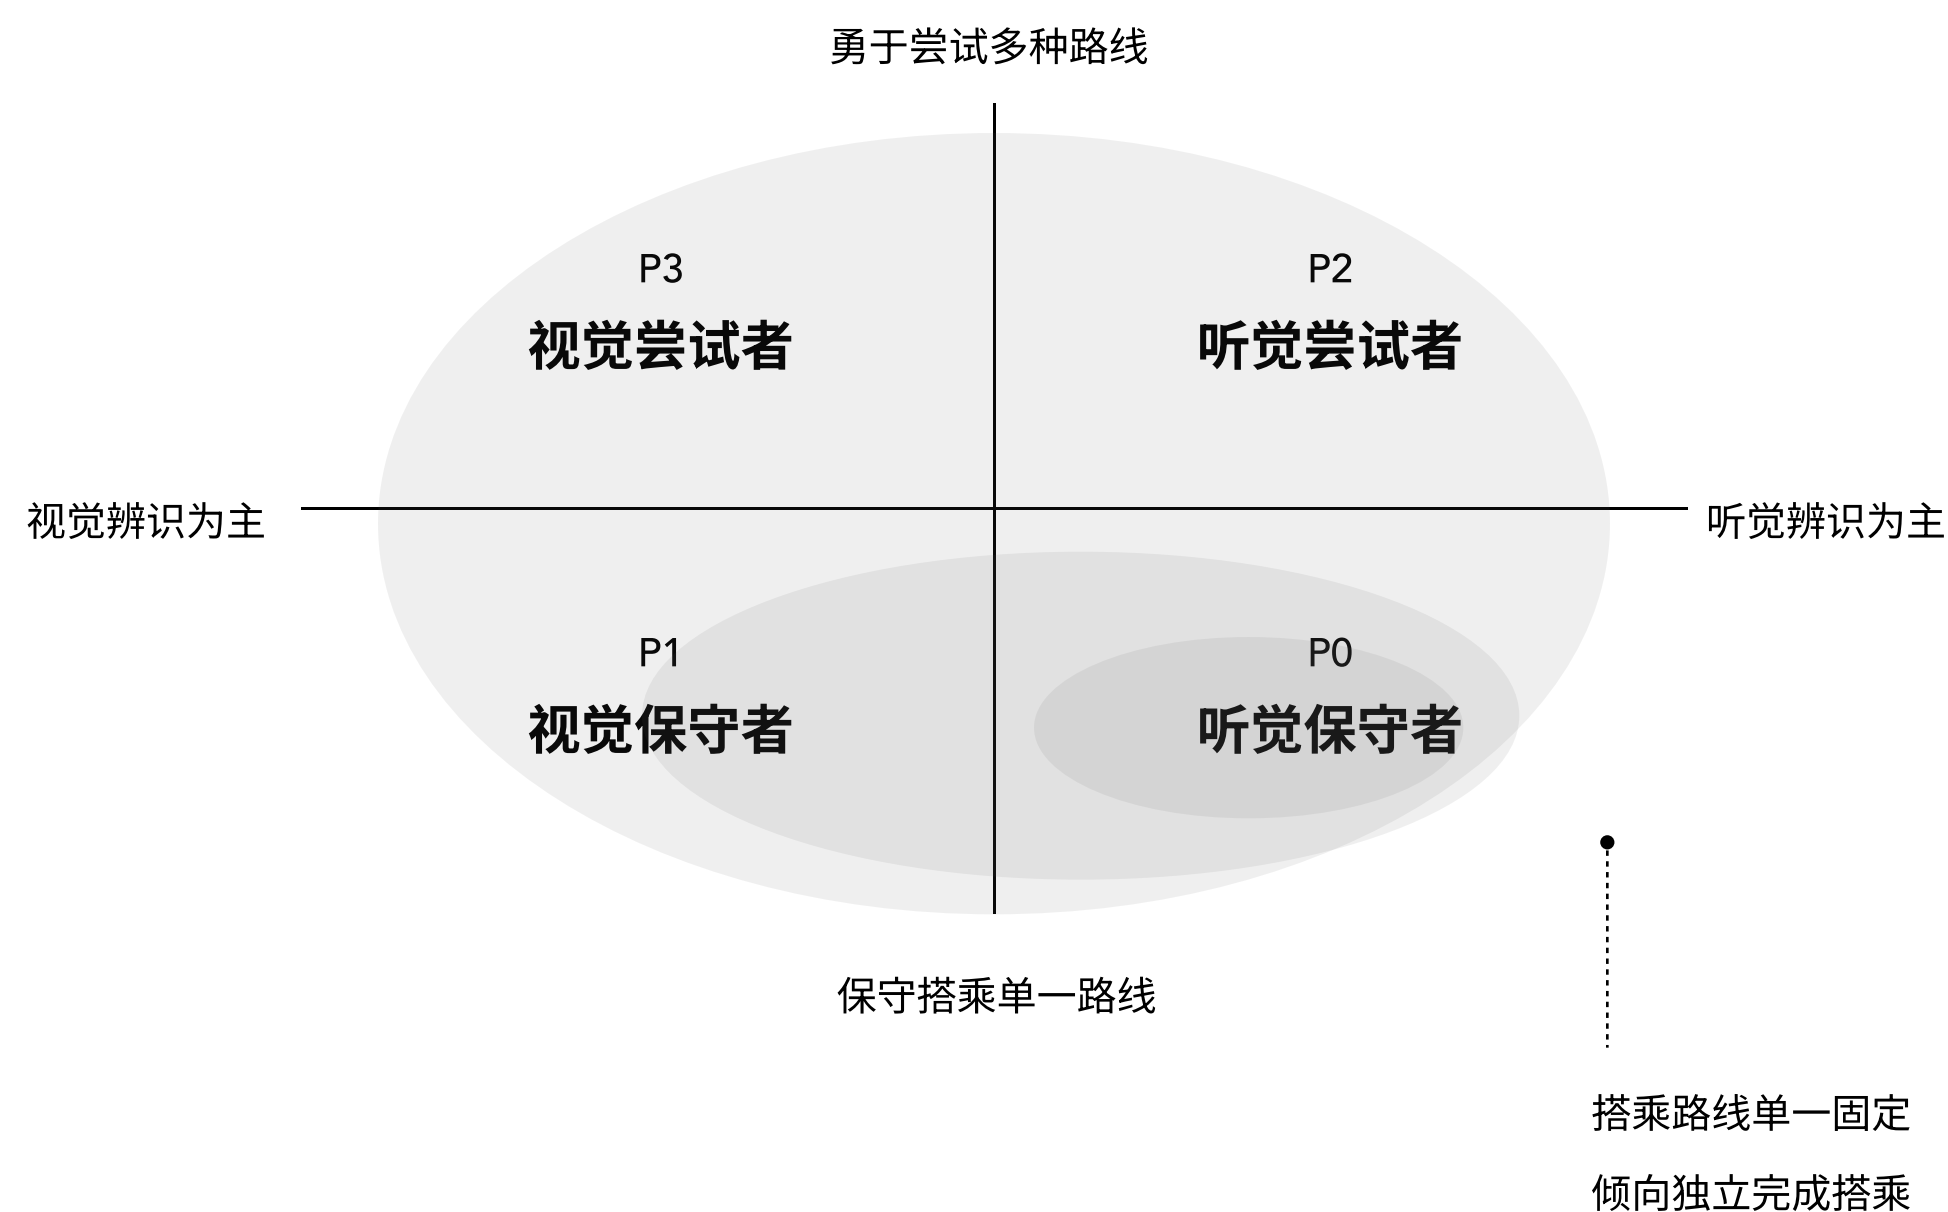 勇于尝试多种路线
P3
视觉尝试者
P2
听觉尝试者
视觉辨识为主
听觉辨识为主
P1
视觉保守者
P0
听觉保守者
保守搭乘单一路线
搭乘路线单一固定
倾向独立完成搭乘